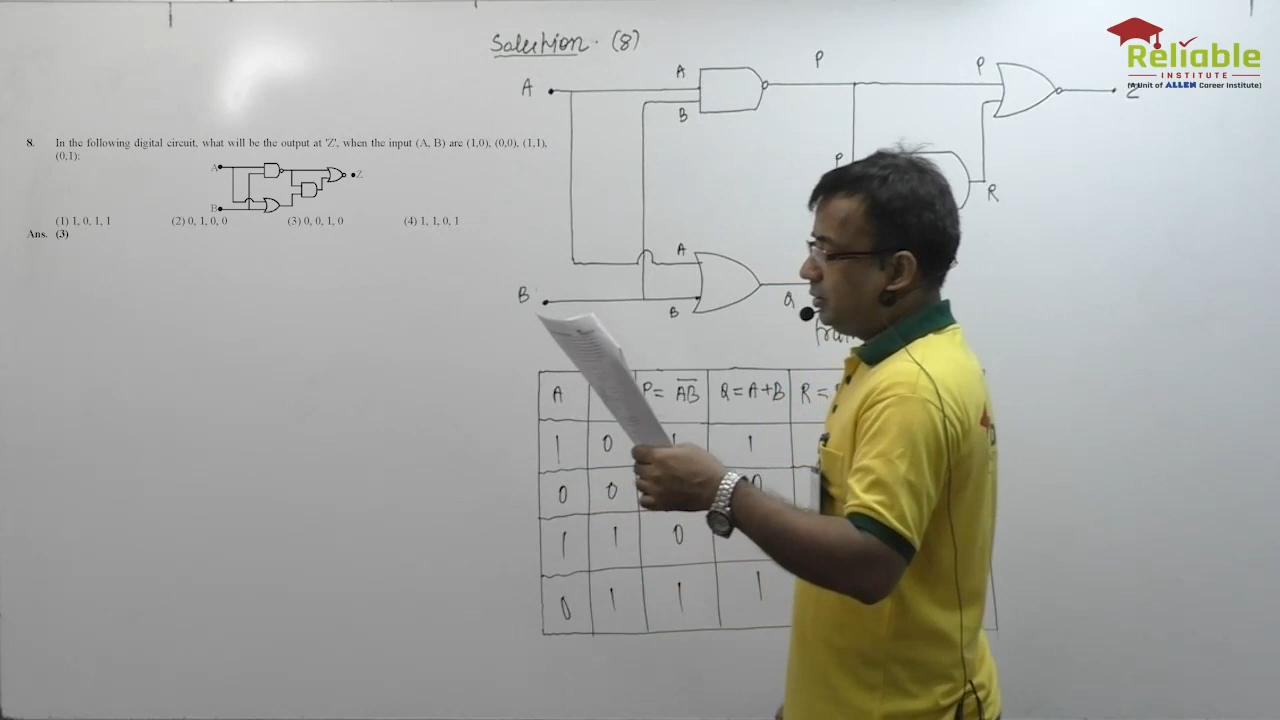 Solution. (8)
Reliable
INSTITUTE
(A Unit of ALLEN Career Institute)
8. In the following digital circuit, what will be the output at 'Z', when the input (A, B) are (1,0), (0,0), (1,1),
(0,1):
A
Z
B
(1) 1, 0, 1, 1 (2) 0, 1, 0, 0 (3) 0, 0, 1, 0 (4) 1, 1, 0, 1
Ans. (3)
A A B P P Z
P R
B A B Q
A P = A̅B̅ Q = A+B R =
1 0 1 1
0 0 0
1 1 0
0 1 1 1